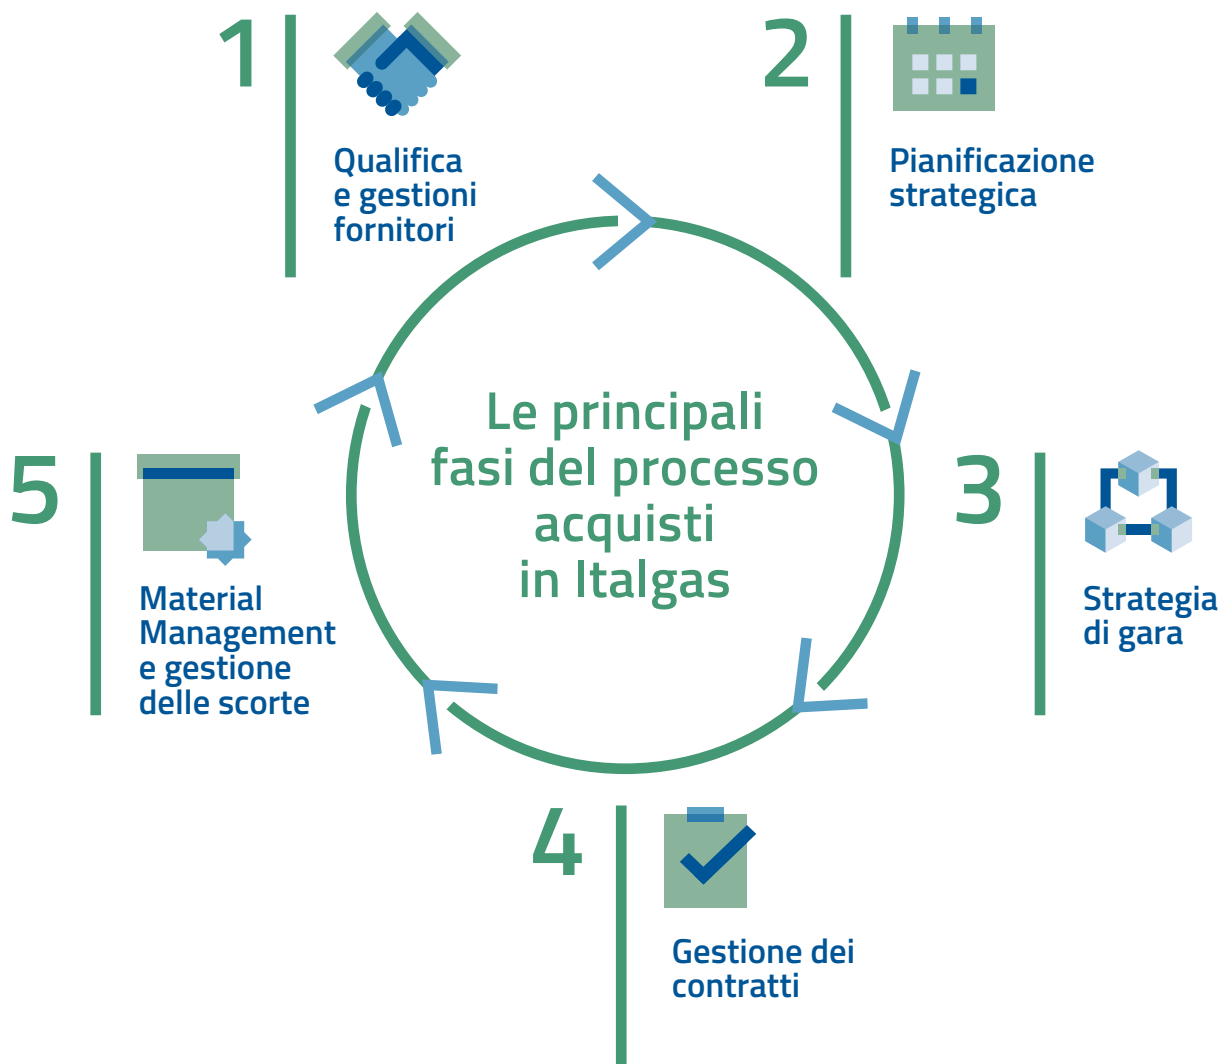 1
Qualifica
e gestioni
fornitori
2
Pianificazione
strategica
Le principali
fasi del processo
acquisti
in Italgas
3
Strategia
di gara
4
Gestione dei
contratti
5
Material
Management
e gestione
delle scorte